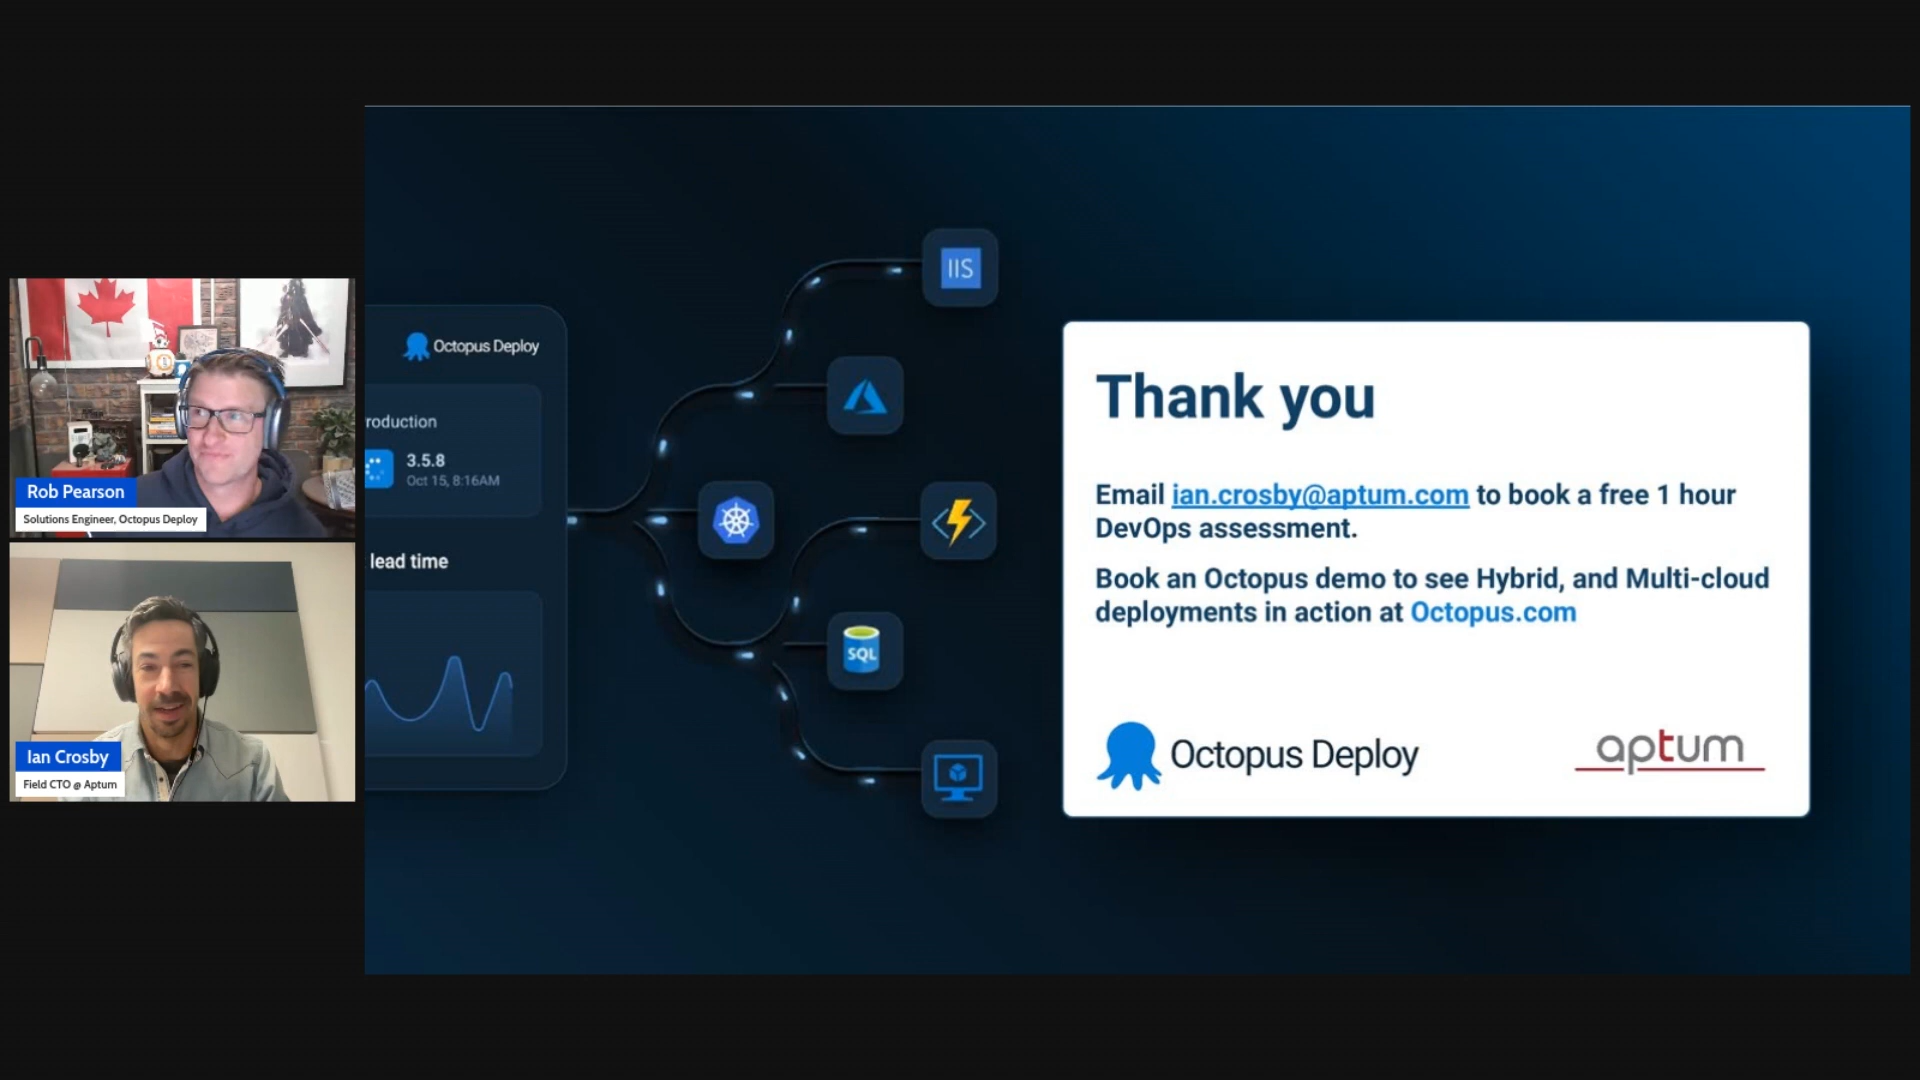 Rob Pearson
Solutions Engineer, Octopus Deploy
Ian Crosby
Field CTO @ Aptum
Octopus Deploy
roduction
3.5.8
Oct 15, 8:16AM
lead time
IIS
SQL
Thank you
Email ian.crosby@aptum.com to book a free 1 hour
DevOps assessment.
Book an Octopus demo to see Hybrid, and Multi-cloud
deployments in action at Octopus.com
Octopus Deploy
aptum